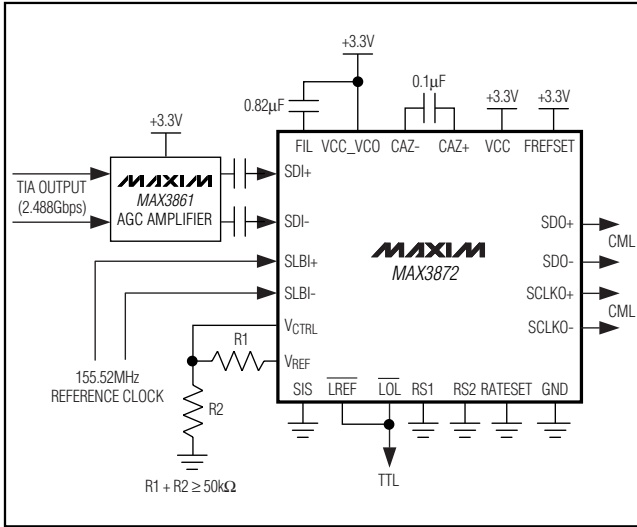 +3.3V
0.1µF
+3.3V
+3.3V
0.82µF
+3.3V
FIL
VCC_VCO
CAZ-
CAZ+
VCC
FREFSET
TIA OUTPUT
(2.488Gbps)
MAXIM
MAX3861
AGC AMPLIFIER
SDI+
SDI-
SLBI+
SLBI-
VCTRL
VREF
MAXIM
MAX3872
SDO+
SDO-
CML
SCLKO+
SCLKO-
CML
R1
155.52MHz
REFERENCE CLOCK
R2
SIS
LREF
LOL
RS1
RS2
RATESET
GND
TTL
R1 + R2 ≥ 50kΩ